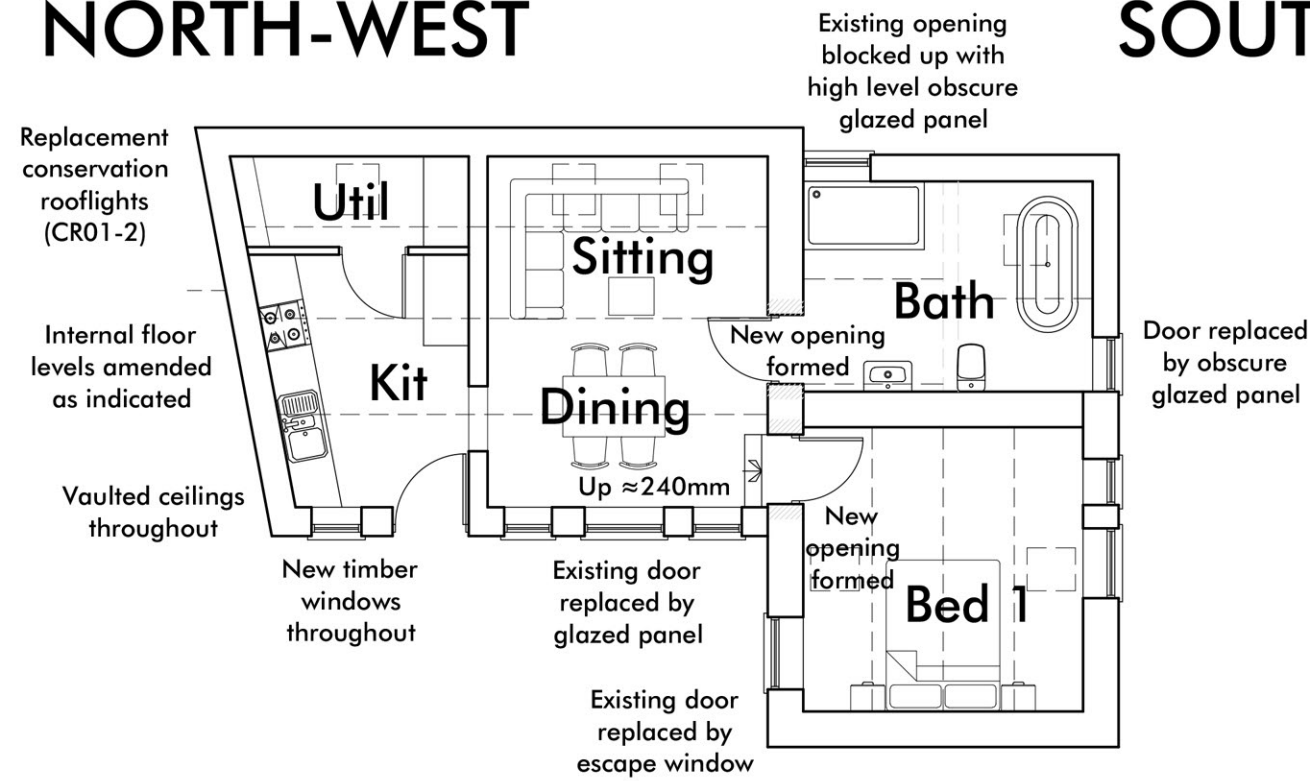 NORTH-WEST
SOUT
Existing opening
blocked up with
high level obscure
glazed panel
Replacement
conservation
rooflights
(CR01-2)
Util
Sitting
Bath
Internal floor
levels amended
as indicated
Kit
Dining
New opening
formed
Door replaced
by obscure
glazed panel
Vaulted ceilings
throughout
Up ≈240mm
New
opening
formed
Bed 1
New timber
windows
throughout
Existing door
replaced by
glazed panel
Existing door
replaced by
escape window